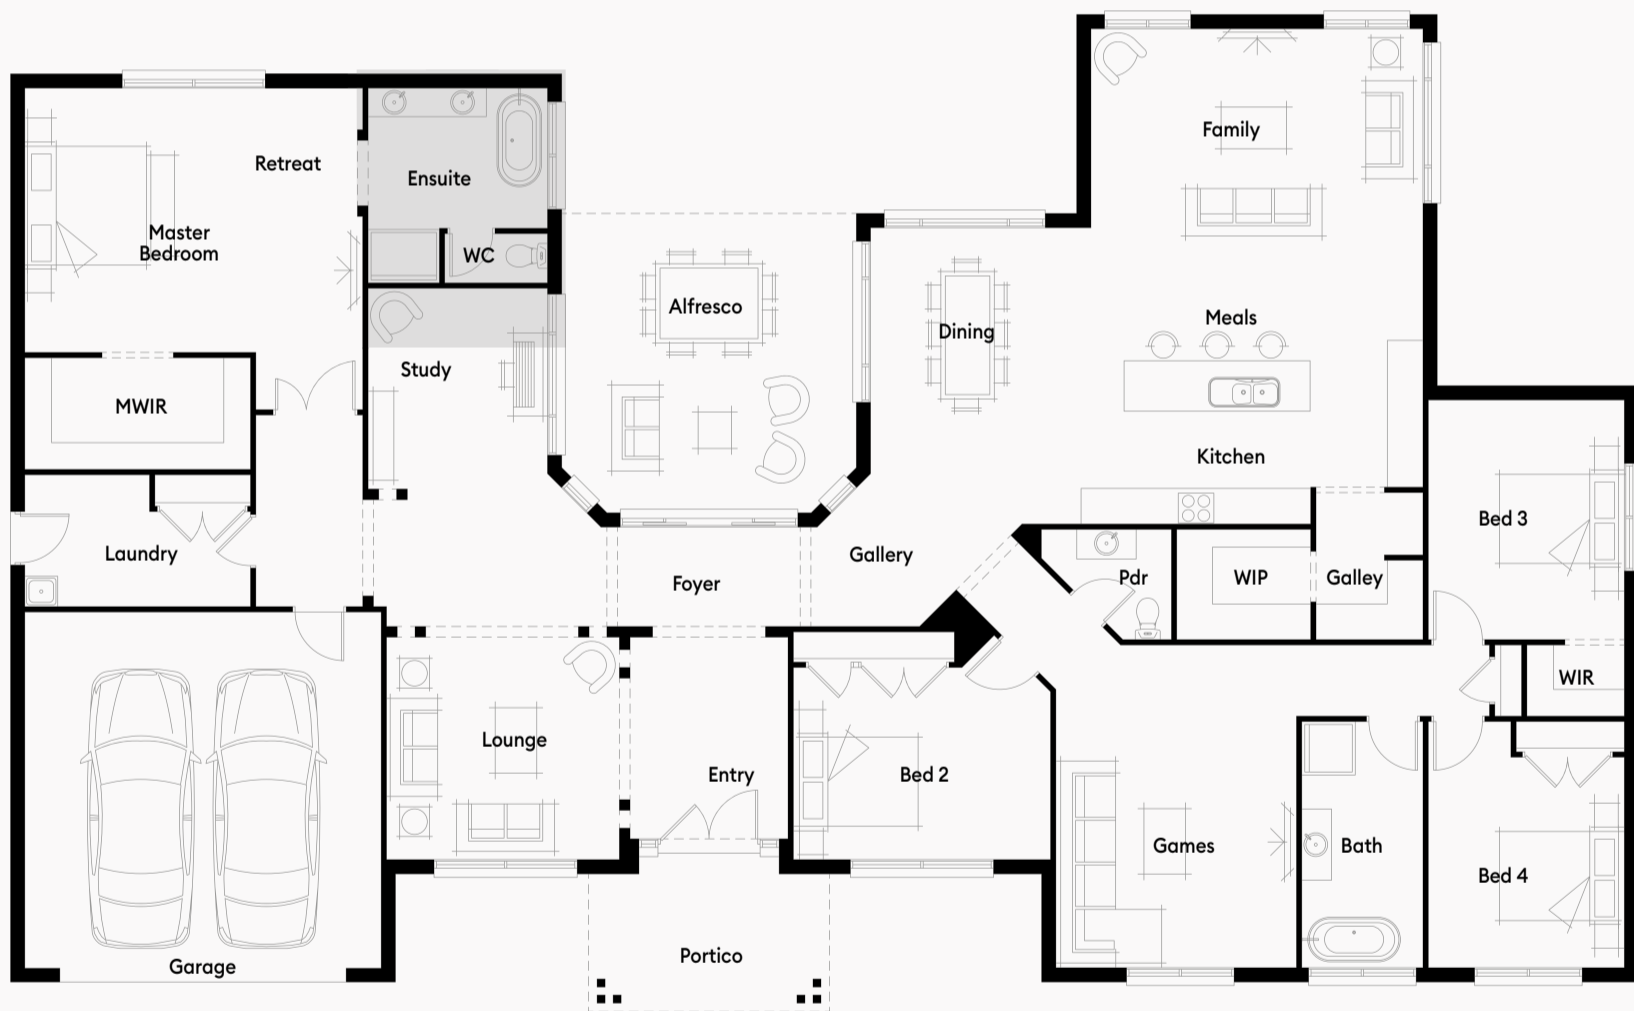 Family
Retreat
Ensuite
Master
Bedroom
WC
Alfresco
Meals
Dining
Study
MWIR
Kitchen
Bed 3
Laundry
Gallery
Foyer
Pdr
WIP
Galley
WIR
Lounge
Entry
Bed 2
Games
Bath
Bed 4
Portico
Garage